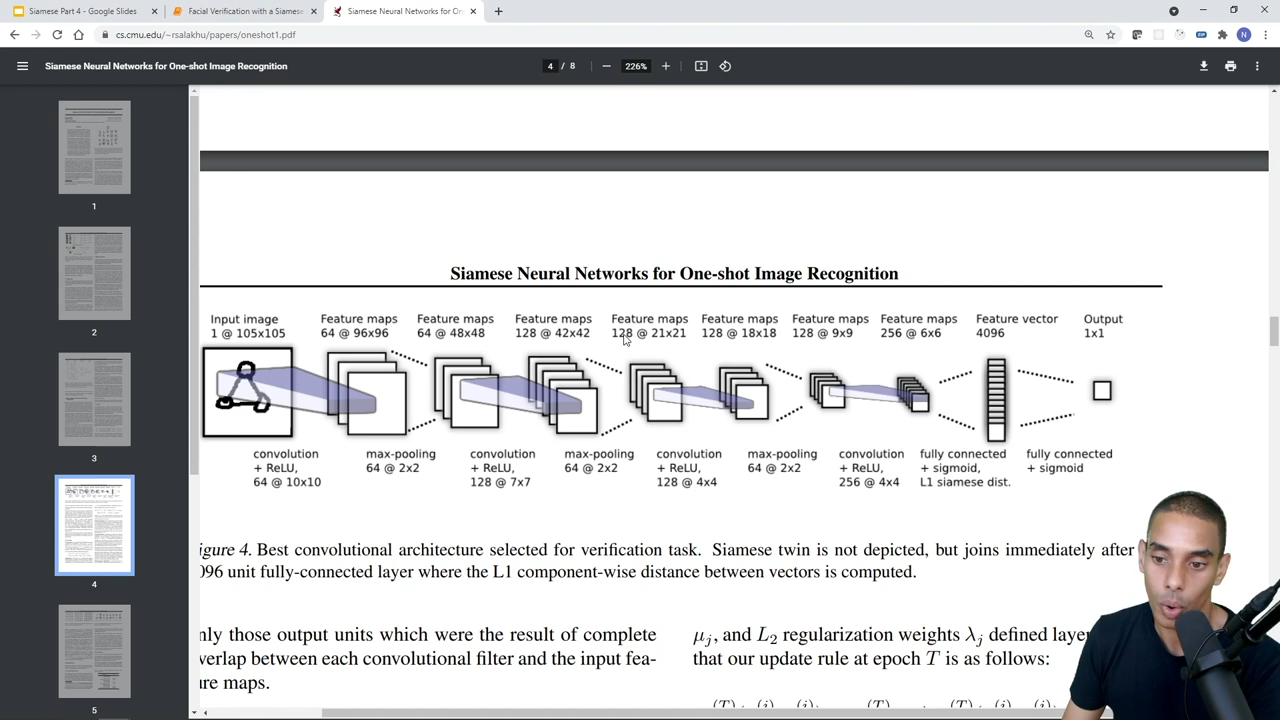 Siamese Part 4 - Google Slides
Facial Verification with a Siamese
Siamese Neural Networks for On
cs.cmu.edu/~rsalakhu/papers/oneshot1.pdf
EIP
N
Siamese Neural Networks for One-shot Image Recognition
4 / 8
226%
1
2
3
4
5
Siamese Neural Networks for One-shot Image Recognition
Input image
1 @ 105x105
Feature maps
64 @ 96x96
Feature maps
64 @ 48x48
Feature maps
128 @ 42x42
Feature maps
128 @ 21x21
Feature maps
128 @ 18x18
Feature maps
128 @ 9x9
Feature maps
256 @ 6x6
Feature vector
4096
Output
1x1
convolution
+ ReLU,
64 @ 10x10
max-pooling
64 @ 2x2
convolution
+ ReLU,
128 @ 7x7
max-pooling
64 @ 2x2
convolution
+ ReLU,
128 @ 4x4
max-pooling
64 @ 2x2
convolution
+ ReLU,
256 @ 4x4
fully connected
+ sigmoid,
L1 siamese dist.
fully connected
+ sigmoid
igure 4. Best convolutional architecture selected for verification task. Siamese twin is not depicted, but joins immediately after
096 unit fully-connected layer where the L1 component-wise distance between vectors is computed.
nly those output units which were the result of complete
verlap between each convolutional filter and the input fea-
ure maps.
μj, and L2 regularization weights λj defined laye
that our update rule at epoch T is as follows: